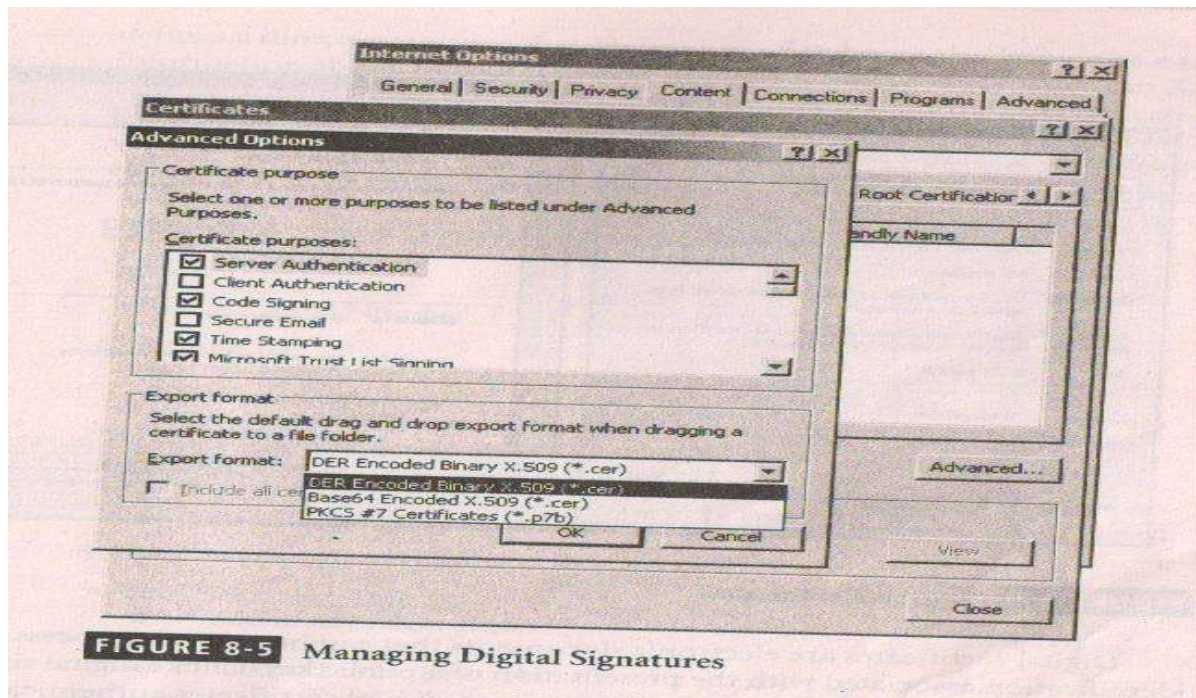 Internet Options
General Security Privacy Content Connections Programs Advanced
Certificates
Advanced Options
Root Certification
Certificate purpose
Select one or more purposes to be listed under Advanced
Purposes.
Friendly Name
Certificate purposes:
Server Authentication
Client Authentication
Code Signing
Secure Email
Time Stamping
Microsoft Trust List Signing
Export format
Select the default drag and drop export format when dragging a
certificate to a file folder.
Export format: DER Encoded Binary X.509 (*.cer)
Advanced...
DER Encoded Binary X.509 (*.cer)
Include all
Base64 Encoded X.509 (*.cer)
PKCS #7 Certificates (*.p7b)
OK Cancel
View
Close
FIGURE 8-5 Managing Digital Signatures